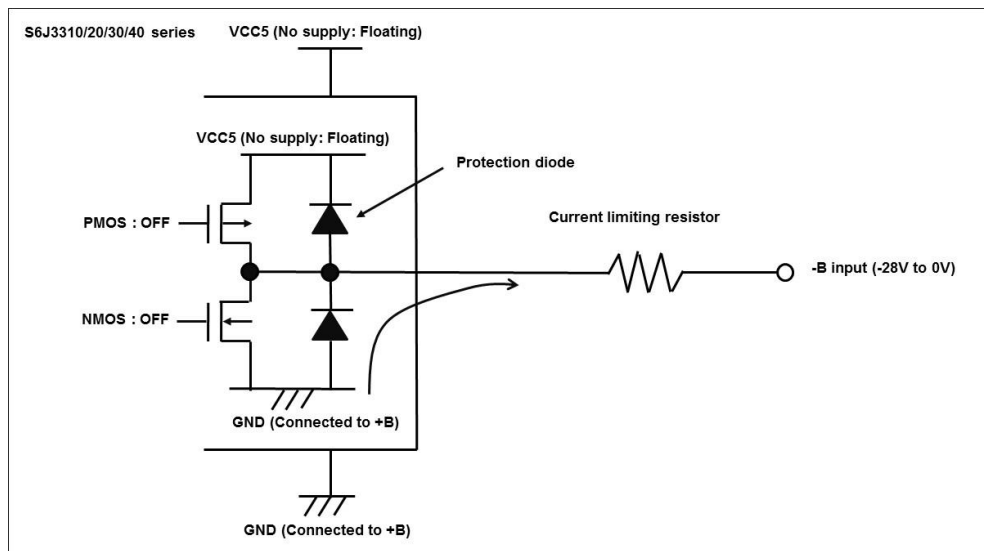 S6J3310/20/30/40 series
VCC5 (No supply: Floating)
VCC5 (No supply: Floating)
Protection diode
PMOS : OFF
Current limiting resistor
-B input (-28V to 0V)
NMOS : OFF
GND (Connected to +B)
GND (Connected to +B)